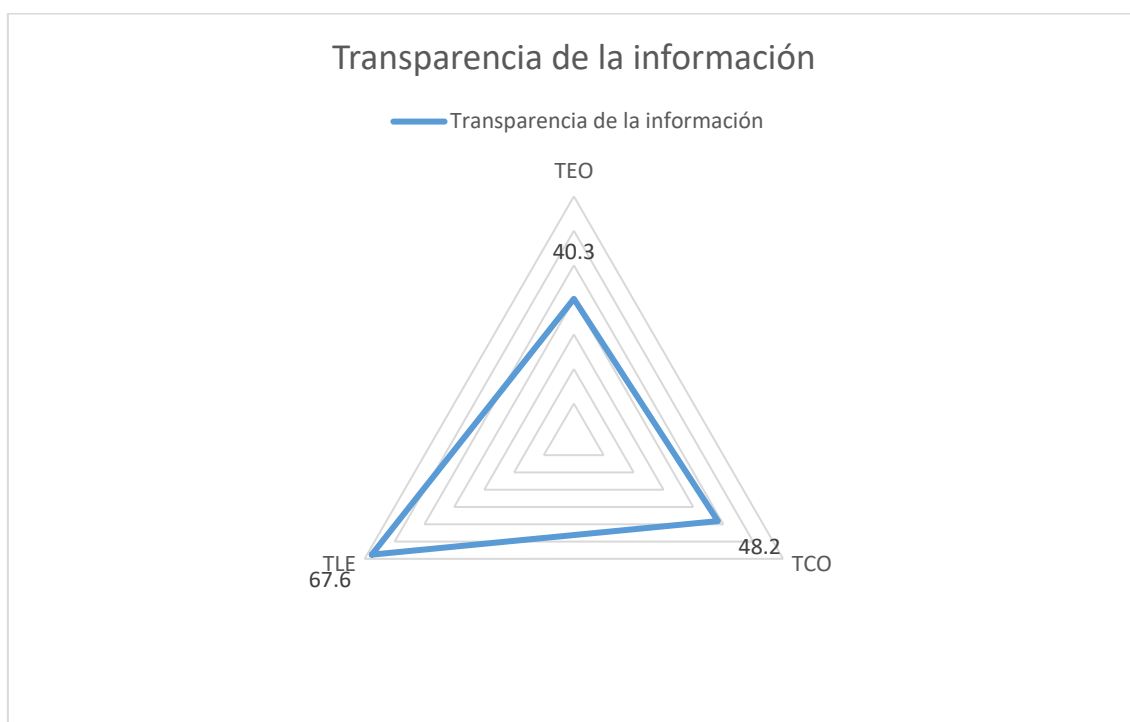 Transparencia de la información
Transparencia de la información
TEO
40.3
48.2
TCO
TLE
67.6